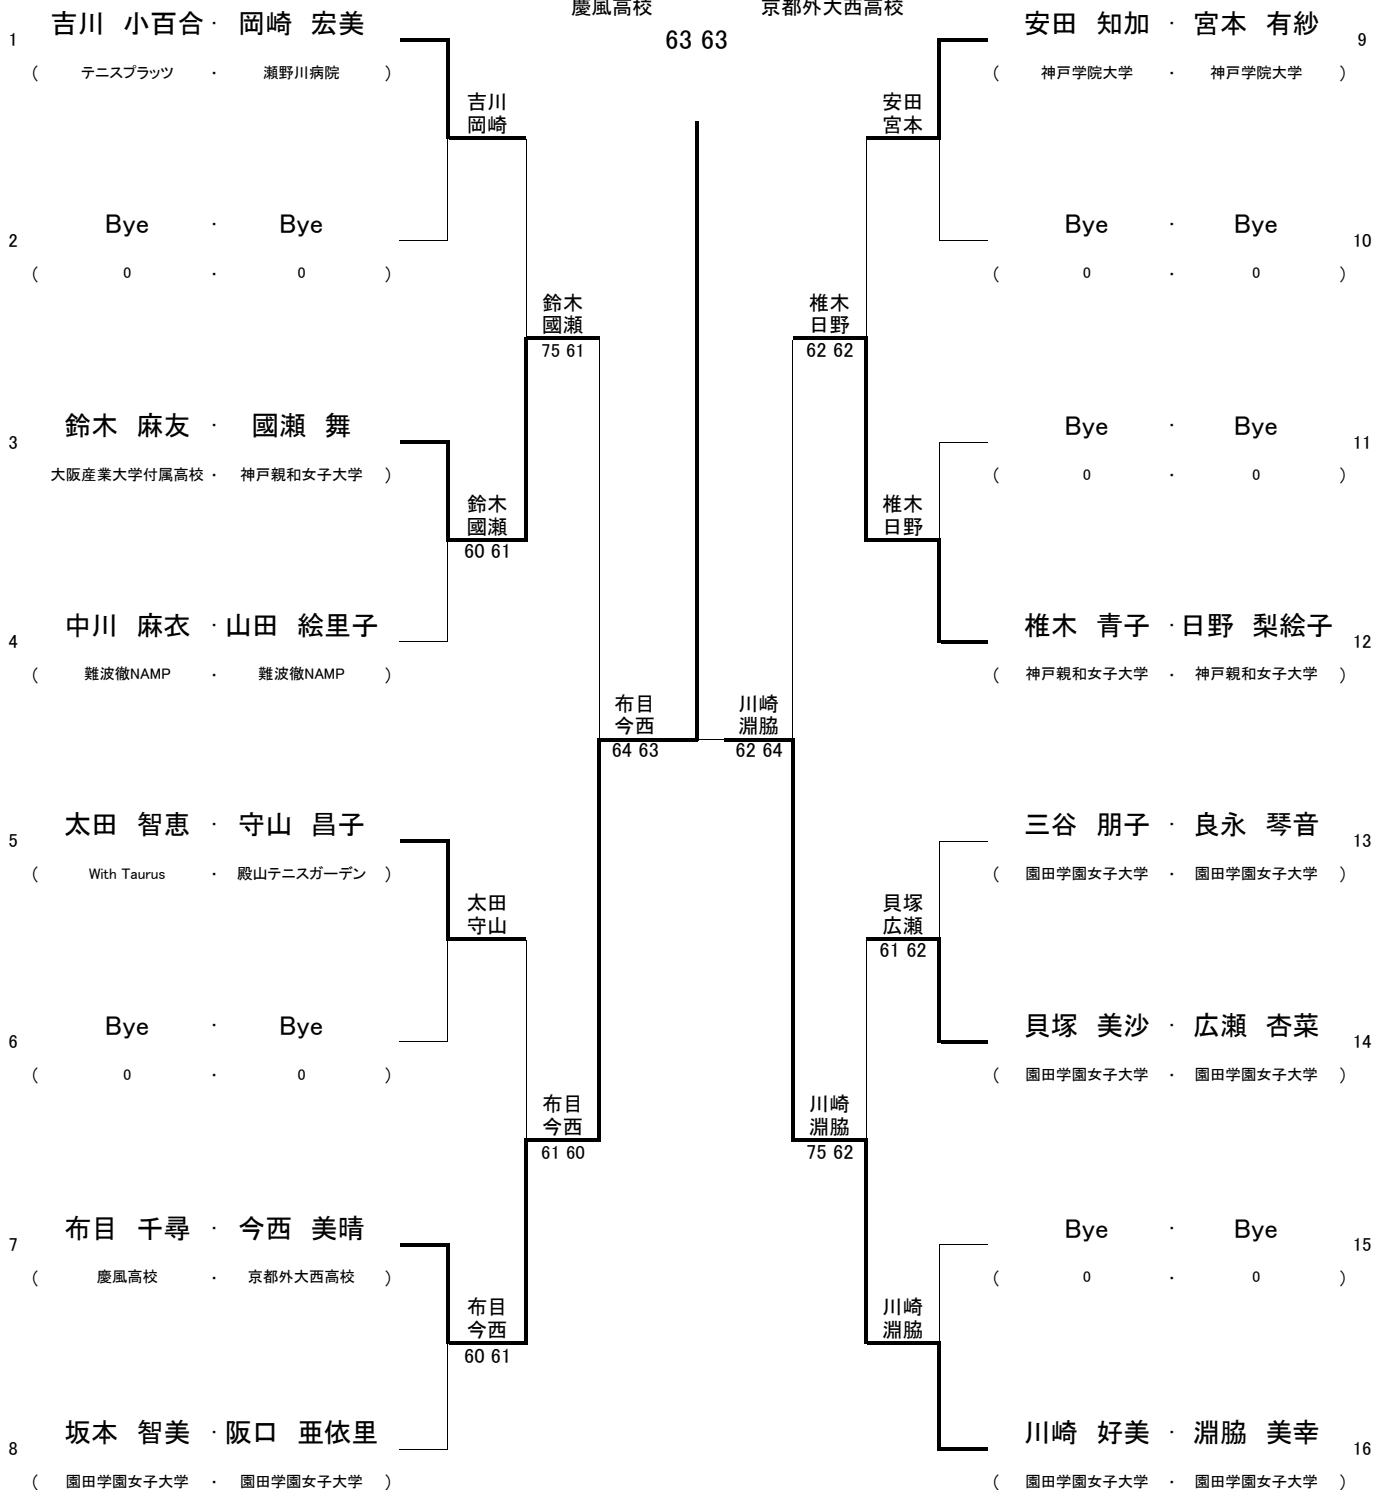 慶風高校 京都外大西高校
63 63
1 吉川 小百合 · 岡崎 宏美
( テニスプラッツ · 瀬野川病院 )
吉川
岡崎
2 Bye · Bye
( 0 · 0 )
鈴木
國瀬
75 61
3 鈴木 麻友 · 國瀬 舞
大阪産業大学付属高校 · 神戸親和女子大学 )
鈴木
國瀬
60 61
4 中川 麻衣 · 山田 絵里子
( 難波徹NAMP · 難波徹NAMP )
布目
今西
64 63
5 太田 智恵 · 守山 昌子
( With Taurus · 殿山テニスガーデン )
太田
守山
6 Bye · Bye
( 0 · 0 )
布目
今西
61 60
7 布目 千尋 · 今西 美晴
( 慶風高校 · 京都外大西高校 )
布目
今西
60 61
8 坂本 智美 · 阪口 亜依里
( 園田学園女子大学 · 園田学園女子大学 )
安田 知加 · 宮本 有紗 9
( 神戸学院大学 · 神戸学院大学 )
安田
宮本
Bye · Bye 10
( 0 · 0 )
椎木
日野
62 62
Bye · Bye 11
( 0 · 0 )
椎木
日野
椎木 青子 · 日野 梨絵子 12
( 神戸親和女子大学 · 神戸親和女子大学 )
川崎
淵脇
62 64
三谷 朋子 · 良永 琴音 13
( 園田学園女子大学 · 園田学園女子大学 )
貝塚
広瀬
61 62
貝塚 美沙 · 広瀬 杏菜 14
( 園田学園女子大学 · 園田学園女子大学 )
川崎
淵脇
75 62
Bye · Bye 15
( 0 · 0 )
川崎
淵脇
川崎 好美 · 淵脇 美幸 16
( 園田学園女子大学 · 園田学園女子大学 )